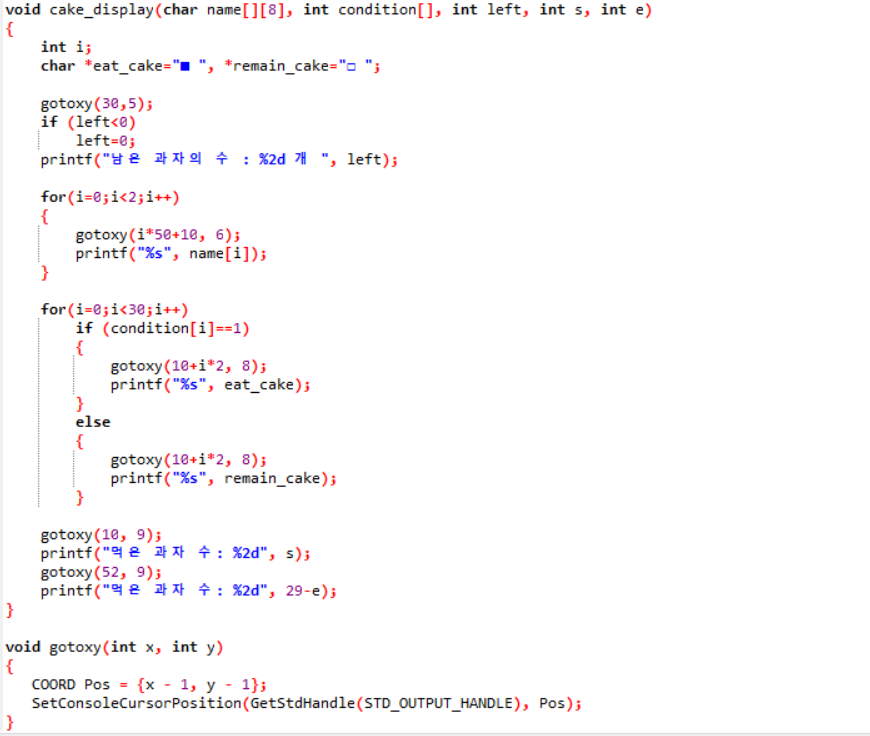 void cake_display(char name[][8], int condition[], int left, int s, int e)
{
int i;
char *eat_cake="■ ", *remain_cake="□ ";
gotoxy(30,5);
if (left<0)
left=0;
printf("남은 과자의 수 : %2d 개 ", left);
for(i=0;i<2;i++)
{
gotoxy(i*50+10, 6);
printf("%s", name[i]);
}
for(i=0;i<30;i++)
if (condition[i]==1)
{
gotoxy(10+i*2, 8);
printf("%s", eat_cake);
}
else
{
gotoxy(10+i*2, 8);
printf("%s", remain_cake);
}
gotoxy(10, 9);
printf("먹은 과자 수: %2d", s);
gotoxy(52, 9);
printf("먹은 과자 수: %2d", 29-e);
}
void gotoxy(int x, int y)
{
COORD Pos = {x - 1, y - 1};
SetConsoleCursorPosition(GetStdHandle(STD_OUTPUT_HANDLE), Pos);
}